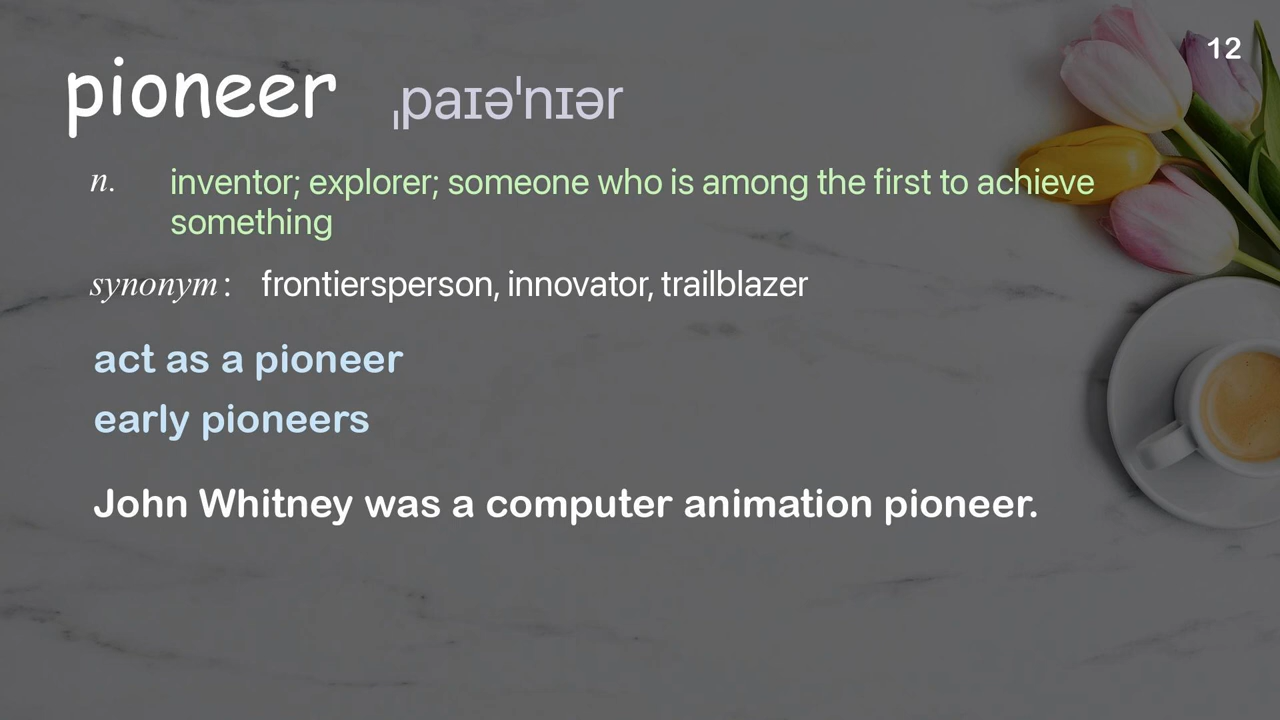 12
pioneer ˌpaɪəˈnɪər
n. inventor; explorer; someone who is among the first to achieve
something
synonym: frontiersperson, innovator, trailblazer
act as a pioneer
early pioneers
John Whitney was a computer animation pioneer.